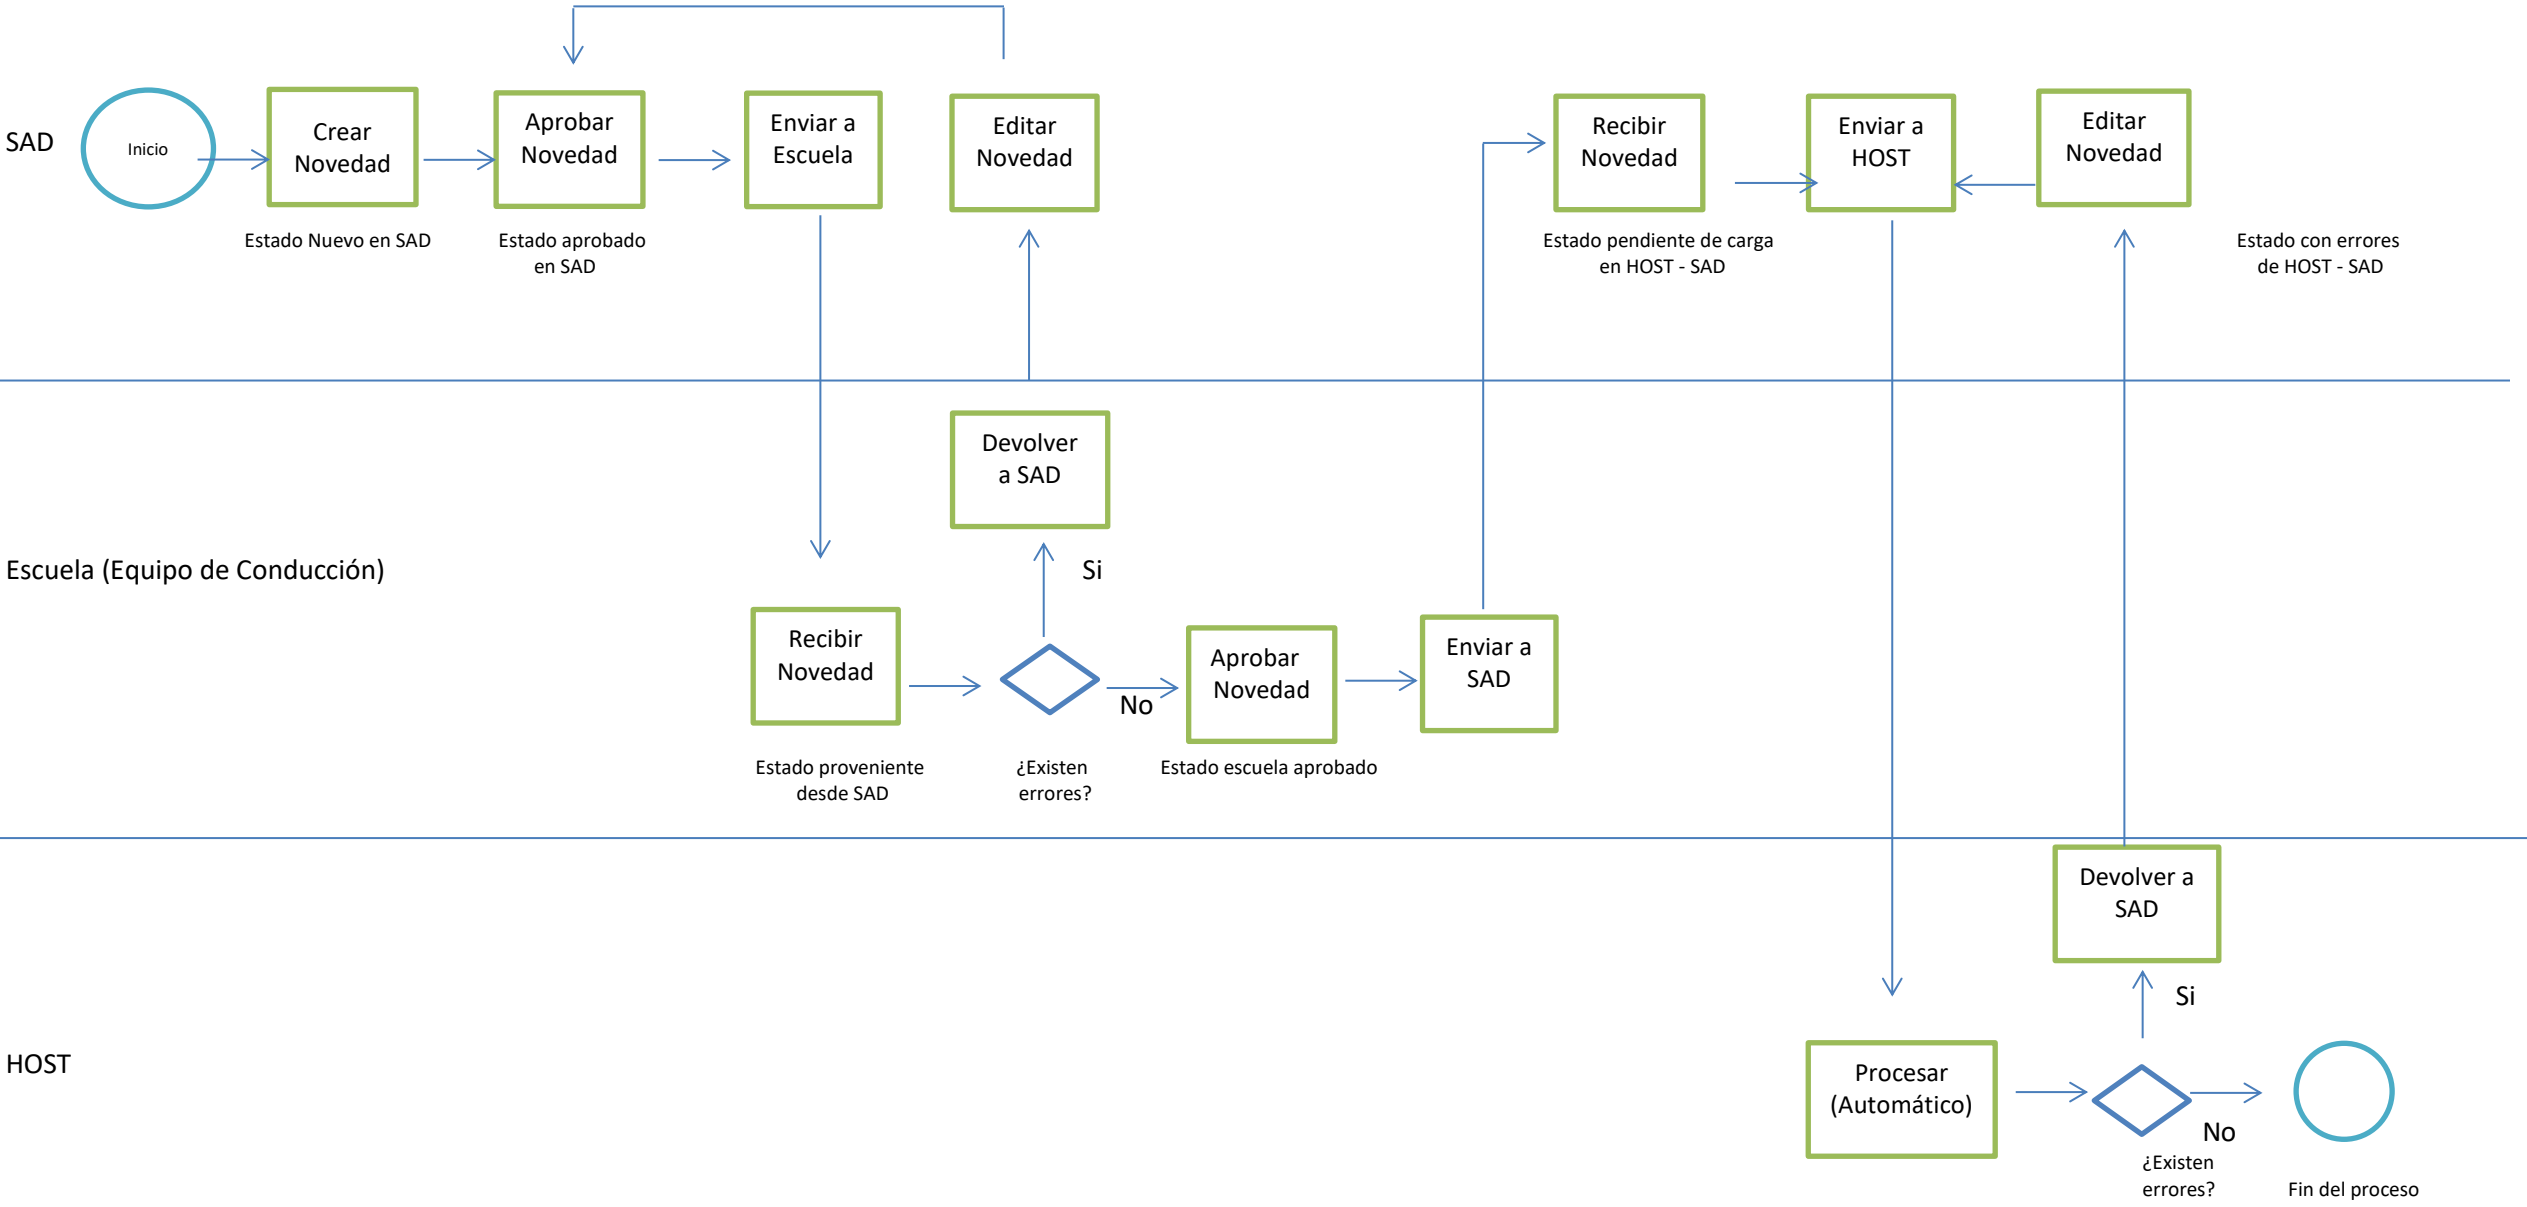 SAD
Inicio
Crear
Novedad
Estado Nuevo en SAD
Aprobar
Novedad
Estado aprobado
en SAD
Enviar a
Escuela
Editar
Novedad
Recibir
Novedad
Estado pendiente de carga
en HOST - SAD
Enviar a
HOST
Editar
Novedad
Estado con errores
de HOST - SAD
Escuela (Equipo de Conducción)
Devolver
a SAD
Si
Recibir
Novedad
Estado proveniente
desde SAD
¿Existen
errores?
No
Aprobar
Novedad
Estado escuela aprobado
Enviar a
SAD
HOST
Devolver a
SAD
Si
Procesar
(Automático)
No
¿Existen
errores?
Fin del proceso